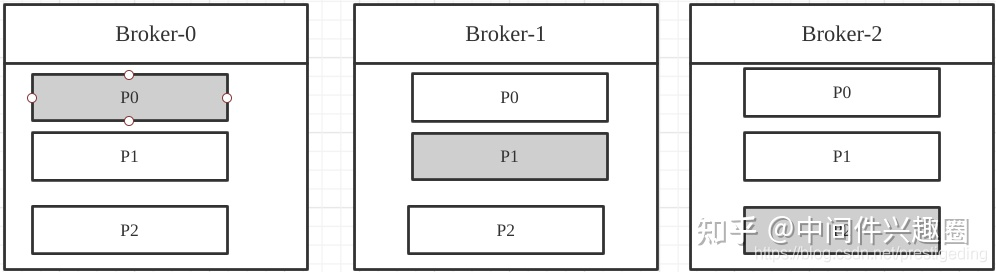 Broker-0
P0
P1
P2
Broker-1
P0
P1
P2
Broker-2
P0
P1
P2
知乎 @中间件兴趣圈
https://blog.csdn.net/prestigeding